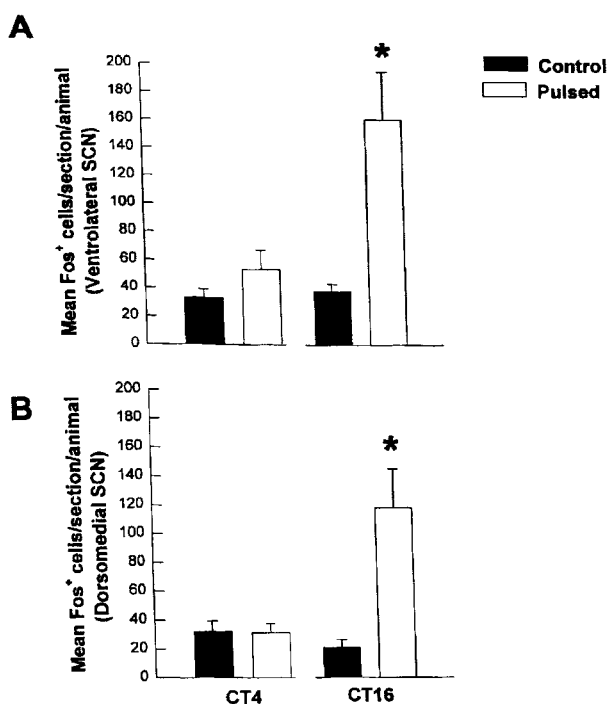 A
*
Control
Pulsed
Mean Fos⁺ cells/section/animal
(Ventrolateral SCN)
200
180
160
140
120
100
80
60
40
20
0
B
*
Mean Fos⁺ cells/section/animal
(Dorsomedial SCN)
200
180
160
140
120
100
80
60
40
20
0
CT4
CT16